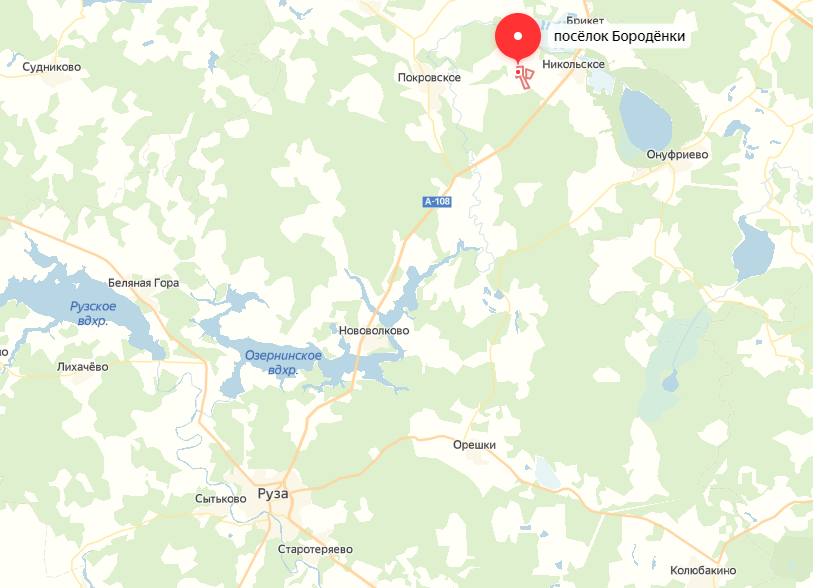 Брикет
посёлок Бородёнки
Судниково
Покровское
Никольское
Онуфриево
А-108
Беляная Гора
Рузское
вдхр.
Нововолково
Озернинское
вдхр.
Лихачёво
Орешки
Сытьково
Руза
Старотеряево
Колюбакино